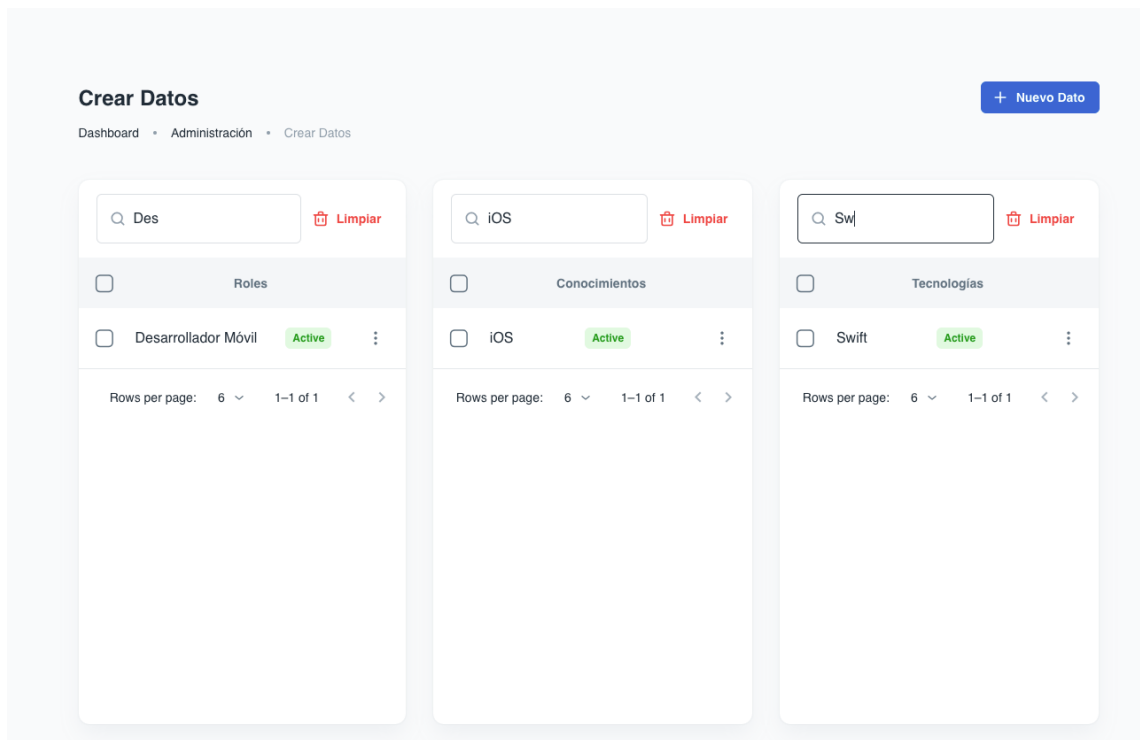 Crear Datos
+ Nuevo Dato
Dashboard • Administración • Crear Datos
Des Limpiar
Roles
Desarrollador Móvil Active
Rows per page: 6 1–1 of 1
iOS Limpiar
Conocimientos
iOS Active
Rows per page: 6 1–1 of 1
Sw Limpiar
Tecnologías
Swift Active
Rows per page: 6 1–1 of 1